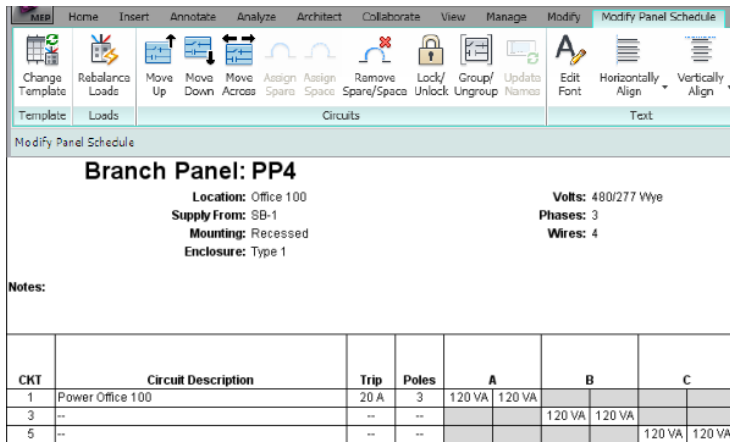 MEP Home Insert Annotate Analyze Architect Collaborate View Manage Modify Modify Panel Schedule
Change Template Rebalance Loads Move Up Move Down Move Across Assign Spare Assign Space Remove Spare/Space Lock/ Unlock Group/ Ungroup Update Names Edit Font Horizontally Align Vertically Align
Template Loads Circuits Text
Modify Panel Schedule
Branch Panel: PP4
Location: Office 100 Volts: 480/277 Wye
Supply From: SB-1 Phases: 3
Mounting: Recessed Wires: 4
Enclosure: Type 1
Notes:
CKT Circuit Description Trip Poles A B C
1 Power Office 100 20 A 3 120 VA 120 VA
3 -- -- -- 120 VA 120 VA
5 -- -- -- 120 VA 120 VA